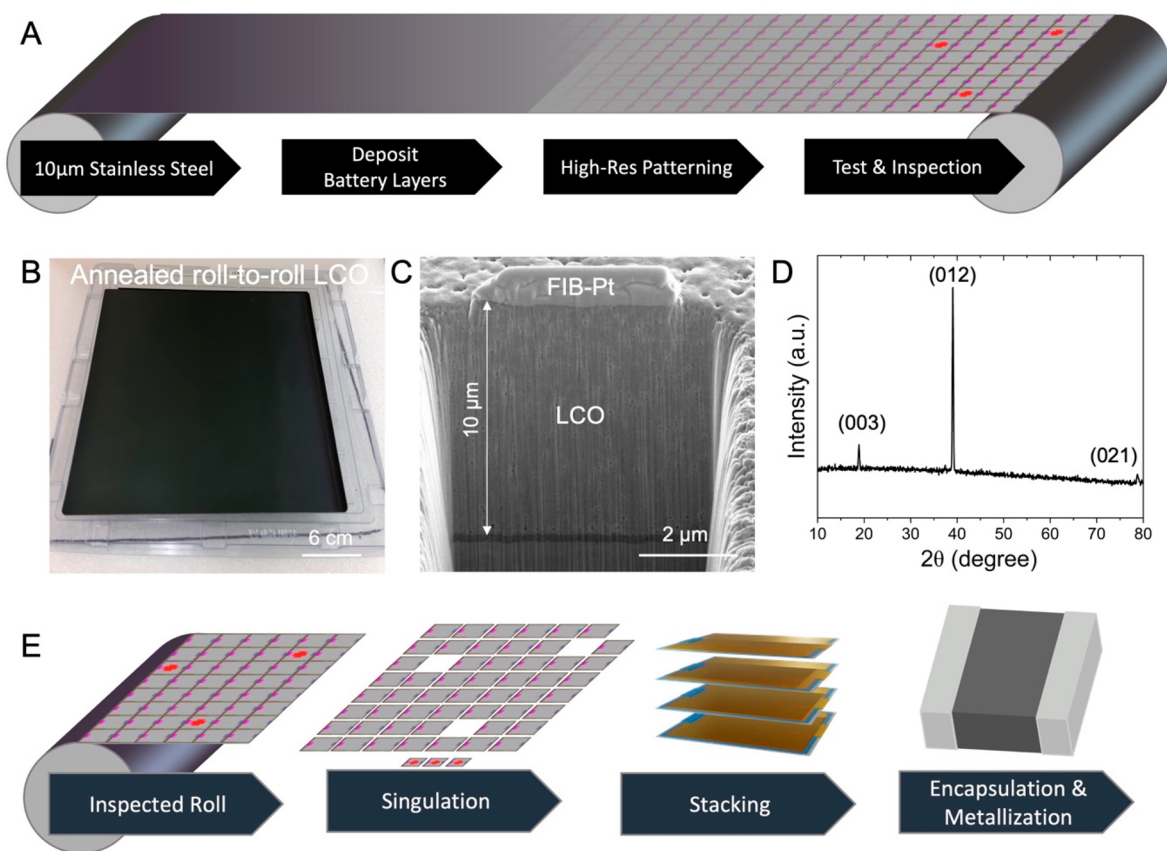 A
10µm Stainless Steel
Deposit
Battery Layers
High-Res Patterning
Test & Inspection
B
Annealed roll-to-roll LCO
6 cm
C
FIB-Pt
10 µm
LCO
2 µm
D
(012)
(003)
(021)
Intensity (a.u.)
10 20 30 40 50 60 70 80
2θ (degree)
E
Inspected Roll
Singulation
Stacking
Encapsulation &
Metallization